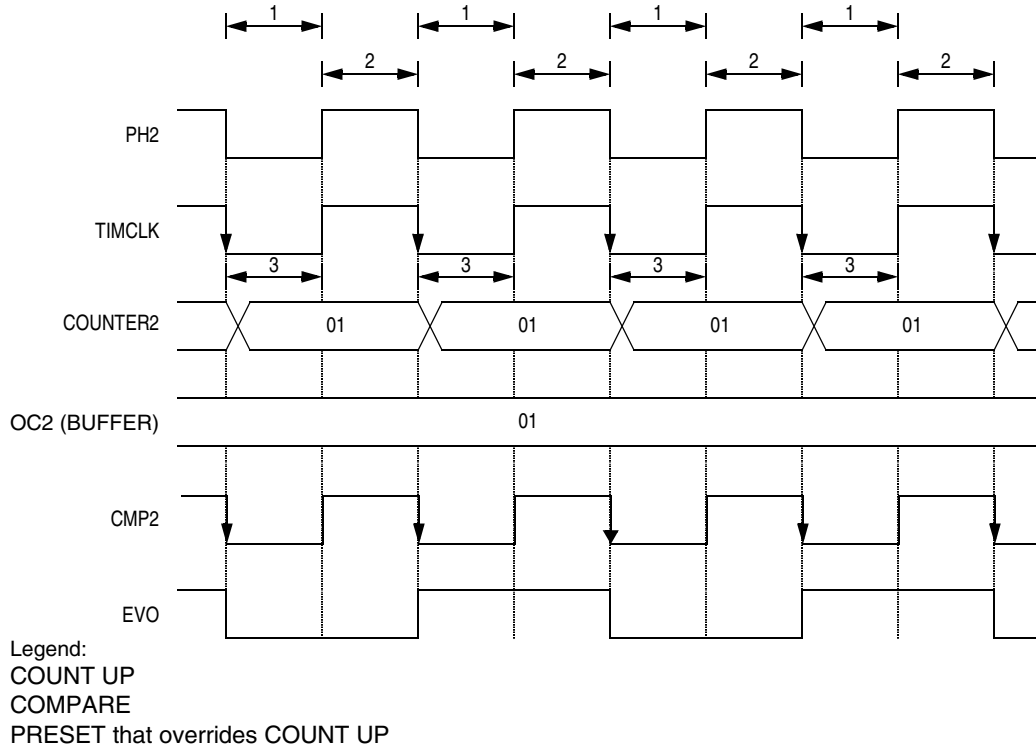 1 1 1 1
2 2 2 2
PH2
TIMCLK
3 3 3 3
COUNTER2 01 01 01 01
OC2 (BUFFER) 01
CMP2
EVO
Legend:
COUNT UP
COMPARE
PRESET that overrides COUNT UP